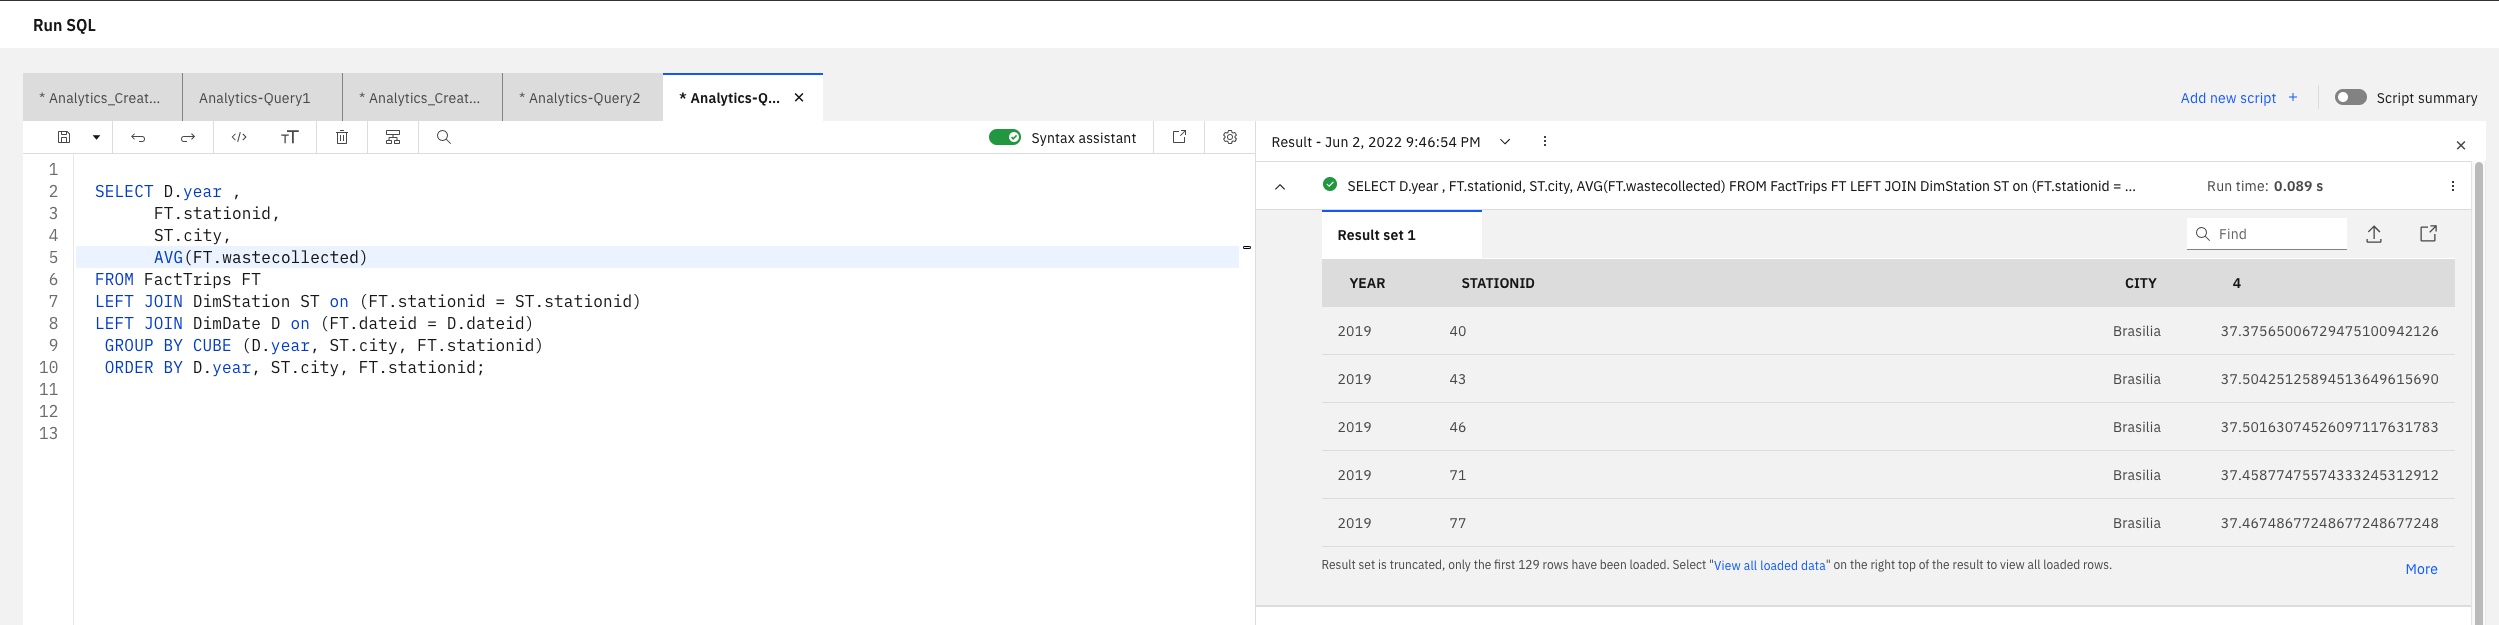 Run SQL
* Analytics_Creat...
Analytics-Query1
* Analytics_Creat...
* Analytics-Query2
* Analytics-Q...
Add new script +
Script summary
Syntax assistant
1
2 SELECT D.year ,
3 FT.stationid,
4 ST.city,
5 AVG(FT.wastecollected)
6 FROM FactTrips FT
7 LEFT JOIN DimStation ST on (FT.stationid = ST.stationid)
8 LEFT JOIN DimDate D on (FT.dateid = D.dateid)
9 GROUP BY CUBE (D.year, ST.city, FT.stationid)
10 ORDER BY D.year, ST.city, FT.stationid;
11
12
13
Result - Jun 2, 2022 9:46:54 PM
SELECT D.year , FT.stationid, ST.city, AVG(FT.wastecollected) FROM FactTrips FT LEFT JOIN DimStation ST on (FT.stationid = ... Run time: 0.089 s
Result set 1
Find
YEAR STATIONID CITY 4
2019 40 Brasilia 37.37565006729475100942126
2019 43 Brasilia 37.50425125894513649615690
2019 46 Brasilia 37.50163074526097117631783
2019 71 Brasilia 37.45877475574333245312912
2019 77 Brasilia 37.46748677248677248677248
Result set is truncated, only the first 129 rows have been loaded. Select "View all loaded data" on the right top of the result to view all loaded rows.
More